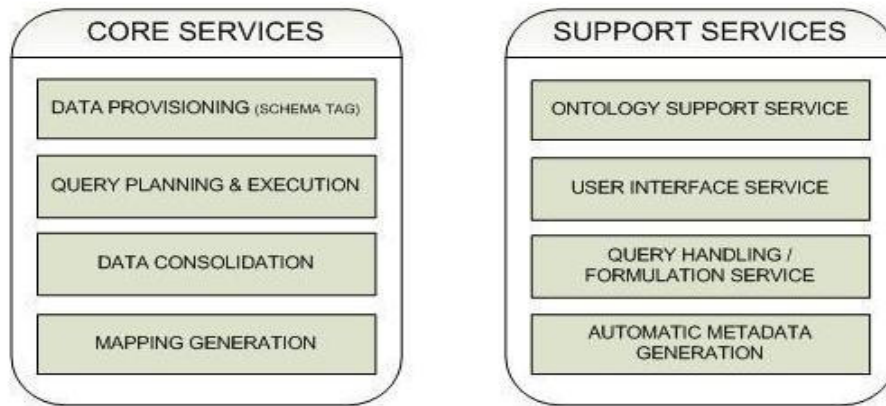 CORE SERVICES
DATA PROVISIONING (SCHEMA TAG)
QUERY PLANNING & EXECUTION
DATA CONSOLIDATION
MAPPING GENERATION
SUPPORT SERVICES
ONTOLOGY SUPPORT SERVICE
USER INTERFACE SERVICE
QUERY HANDLING /
FORMULATION SERVICE
AUTOMATIC METADATA
GENERATION